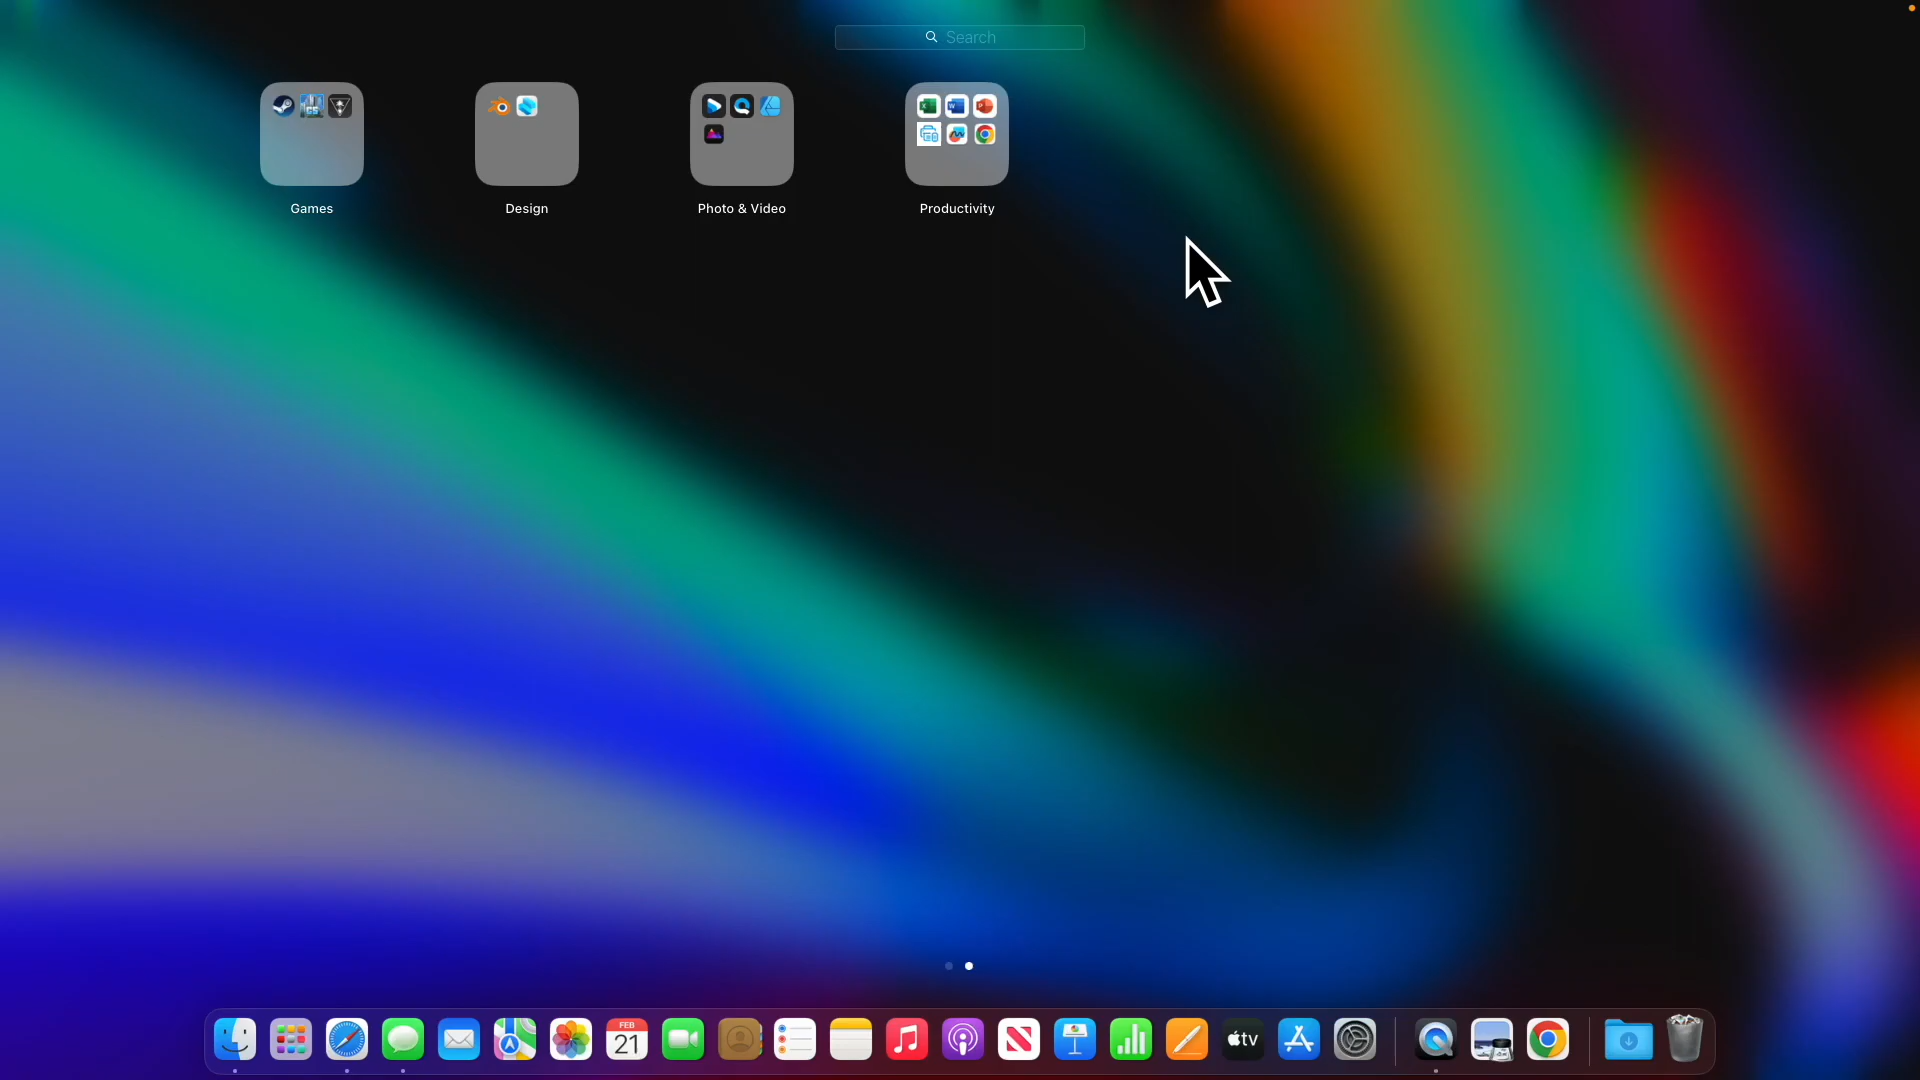 Search
Games
Design
Photo & Video
Productivity
FEB
21
tv